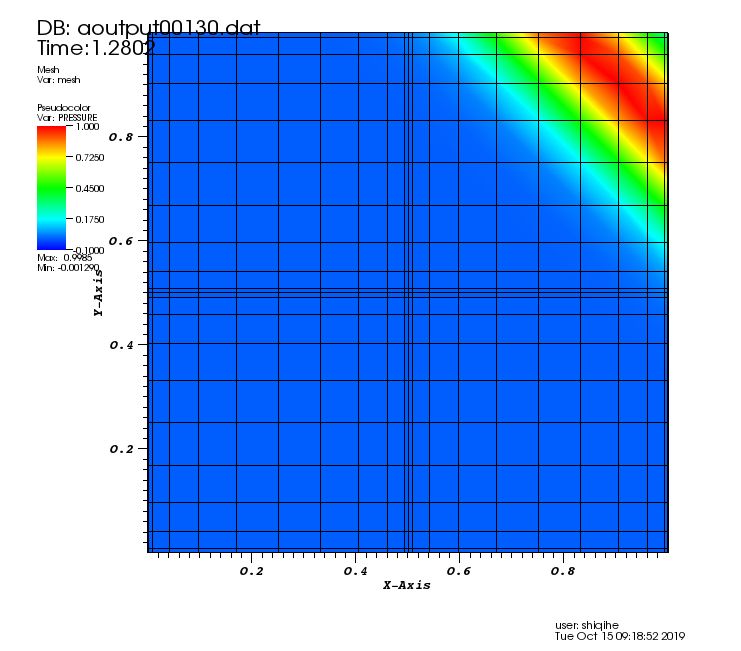 DB: aoutput00130.dat
Time:1.2802
Mesh
Var: mesh
Pseudocolor
Var: PRESSURE
1.000
0.7250
0.4500
0.1750
-0.1000
Max: 0.9985
Min: -0.001290
Y-Axis
0.8
0.6
0.4
0.2
0.2 0.4 0.6 0.8
X-Axis
user: shiqihe
Tue Oct 15 09:18:52 2019